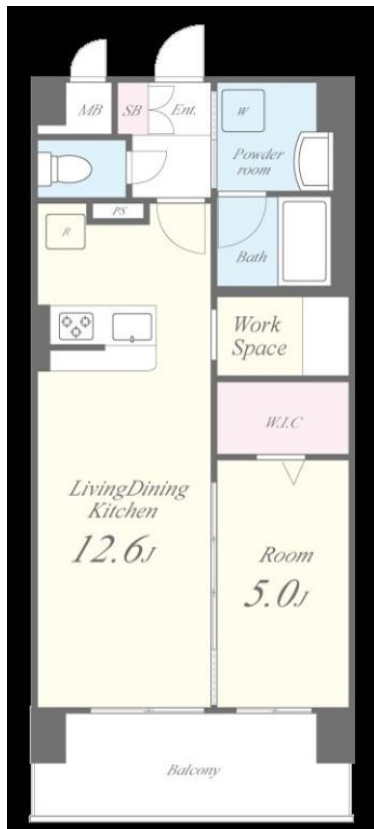 MB
SB
Ent.
W
Powder
room
PS
R
Bath
Work
Space
W.I.C
LivingDining
Kitchen
12.6J
Room
5.0J
Balcony